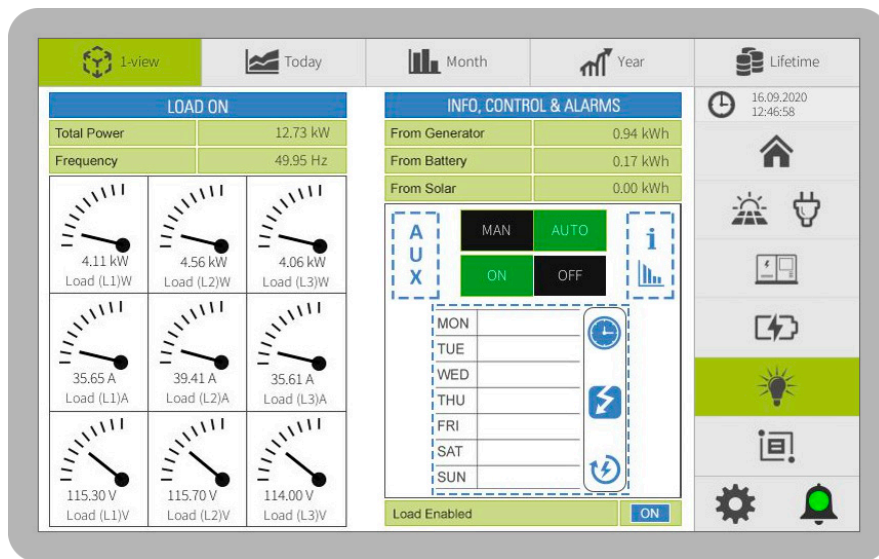 1-view
Today
Month
Year
Lifetime
LOAD ON
Total Power 12.73 kW
Frequency 49.95 Hz
4.11 kW 4.56 kW 4.06 kW
Load (L1)W Load (L2)W Load (L3)W
35.65 A 39.41 A 35.61 A
Load (L1)A Load (L2)A Load (L3)A
115.30 V 115.70 V 114.00 V
Load (L1)V Load (L2)V Load (L3)V
INFO, CONTROL & ALARMS
From Generator 0.94 kWh
From Battery 0.17 kWh
From Solar 0.00 kWh
A
U
X
MAN AUTO
ON OFF
i
MON
TUE
WED
THU
FRI
SAT
SUN
Load Enabled ON
16.09.2020
12:46:58